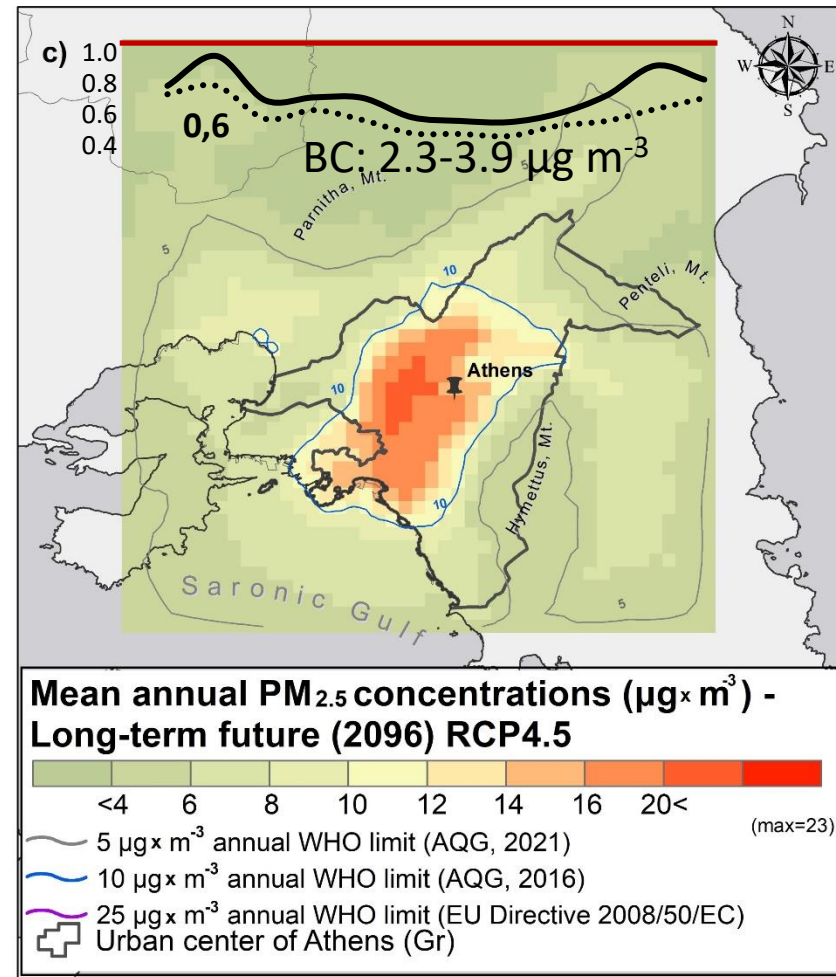 c)
1.0
0.8
0.6
0.4
0,6
BC: 2.3-3.9 µg m⁻³
N
W E
S
5
Parnitha, Mt.
Penteli, Mt.
10
10
Athens
Hymettus, Mt.
10
5
Saronic Gulf
Mean annual PM₂.₅ concentrations (µg× m⁻³) -
Long-term future (2096) RCP4.5
<4 6 8 10 12 14 16 20<
(max=23)
5 µg× m⁻³ annual WHO limit (AQG, 2021)
10 µg× m⁻³ annual WHO limit (AQG, 2016)
25 µg× m⁻³ annual WHO limit (EU Directive 2008/50/EC)
Urban center of Athens (Gr)